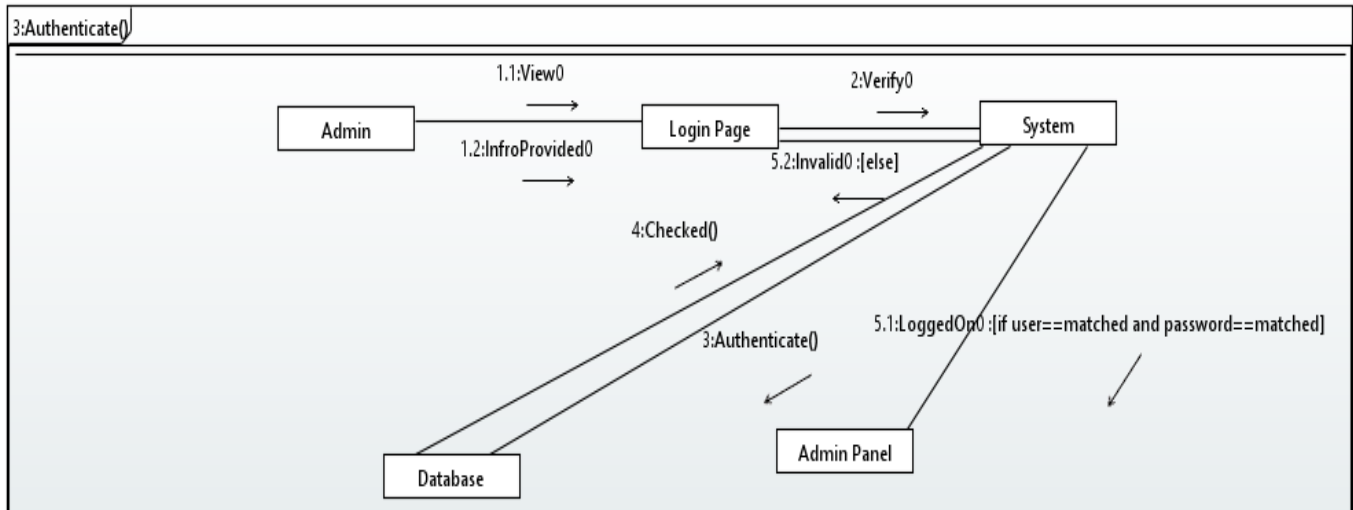 3:Authenticate()
1.1:View0
2:Verify0
Admin
Login Page
System
1.2:InfroProvided0
5.2:Invalid0 :[else]
4:Checked()
5.1:LoggedOn0 :[if user==matched and password==matched]
3:Authenticate()
Admin Panel
Database